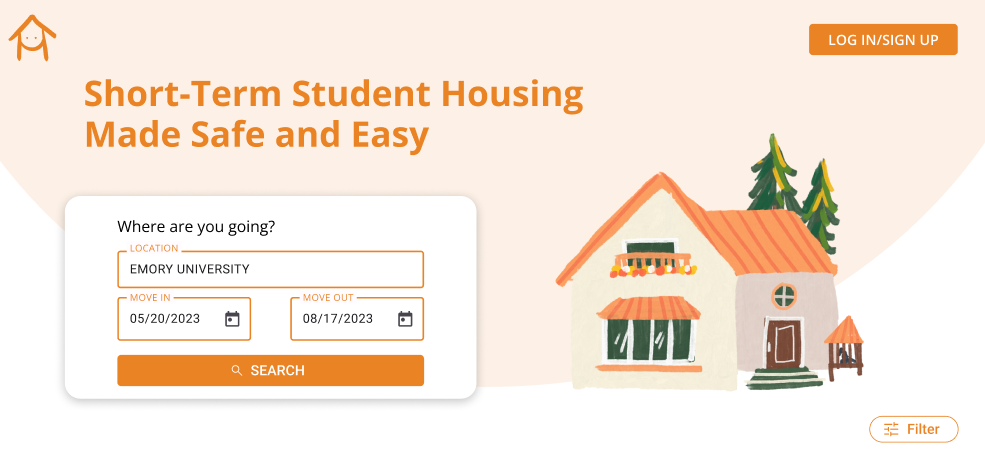 LOG IN/SIGN UP
Short-Term Student Housing
Made Safe and Easy
Where are you going?
LOCATION
EMORY UNIVERSITY
MOVE IN
05/20/2023
MOVE OUT
08/17/2023
SEARCH
Filter